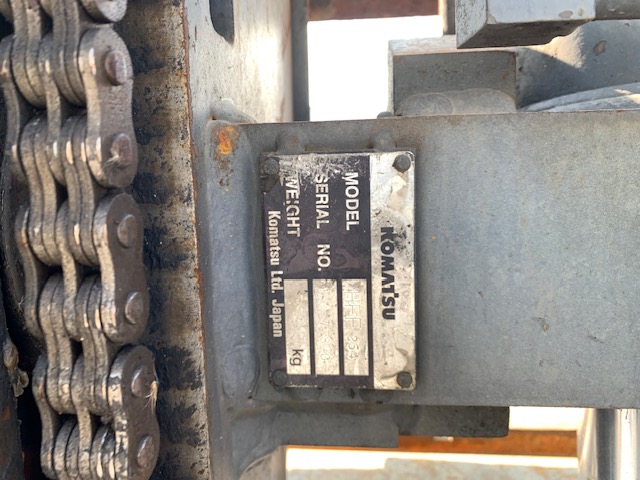 KOMATSU
MODEL
SERIAL NO.
WEIGHT kg
Komatsu Ltd. Japan